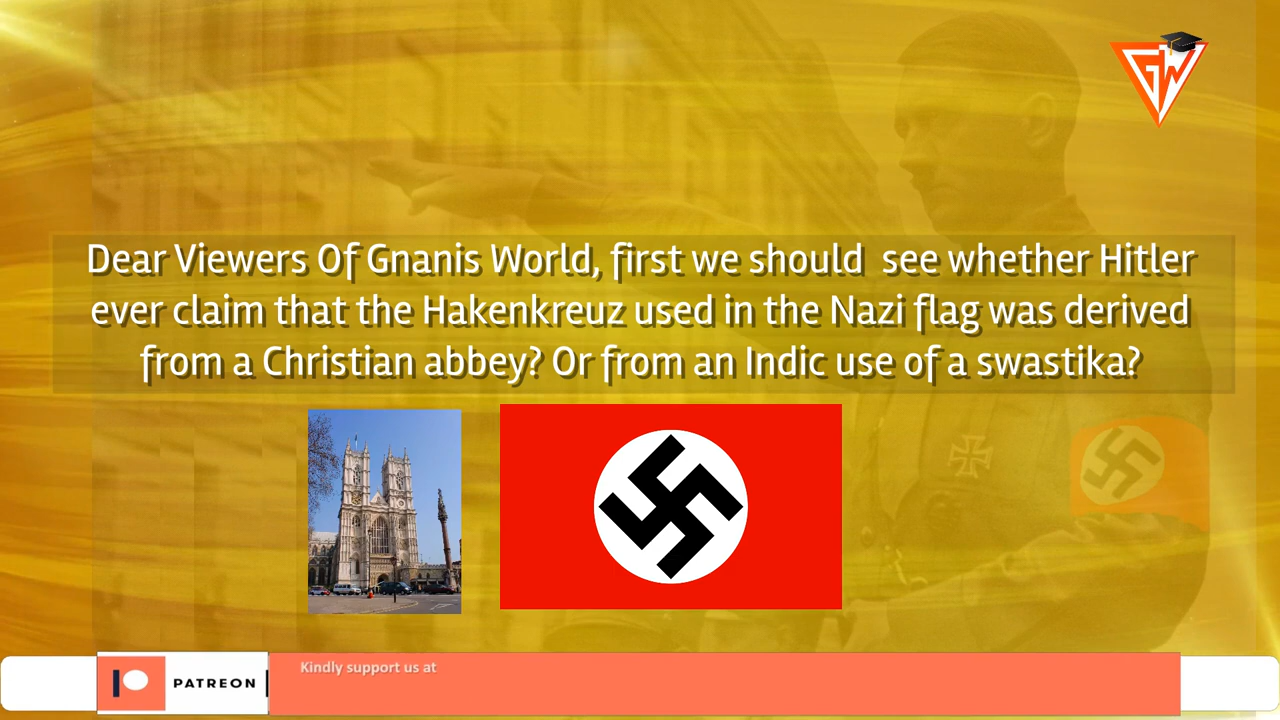 GW
Dear Viewers Of Gnanis World, first we should  see whether Hitler
ever claim that the Hakenkreuz used in the Nazi flag was derived
from a Christian abbey? Or from an Indic use of a swastika?
Kindly support us at
PATREON